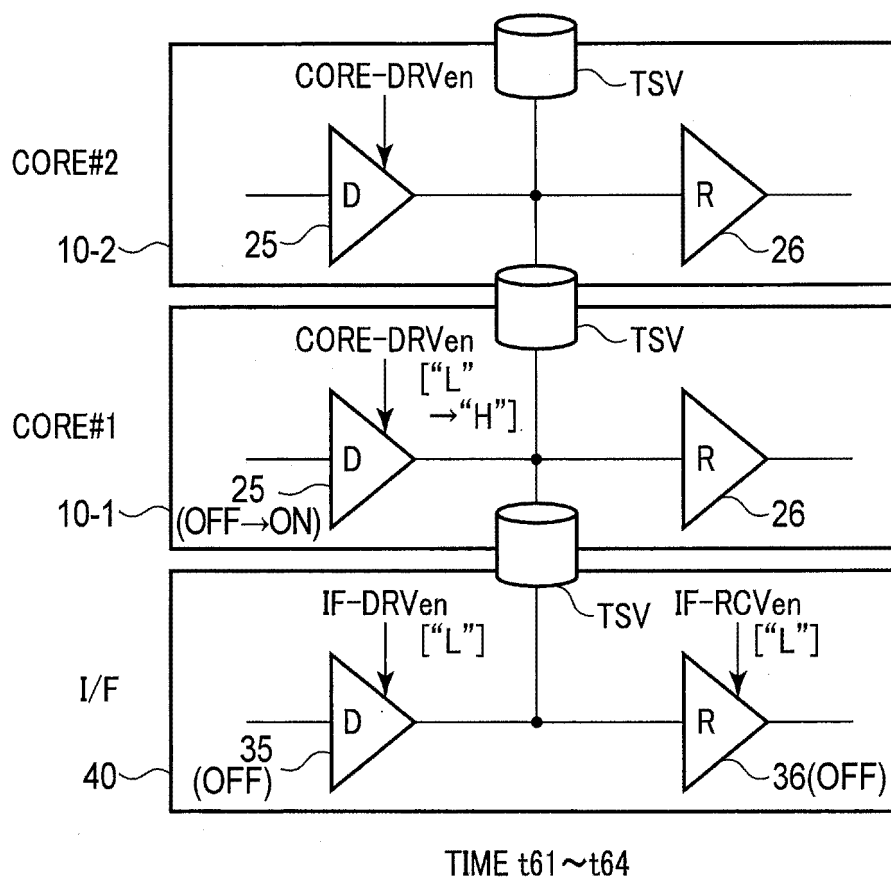 CORE-DRVen
TSV
CORE#2
D
R
10-2
25
26
CORE-DRVen
["L"
→"H"]
TSV
CORE#1
D
R
10-1
25
(OFF→ON)
26
IF-DRVen
["L"]
TSV
IF-RCVen
["L"]
I/F
D
R
40
35
(OFF)
36(OFF)
TIME t61~t64